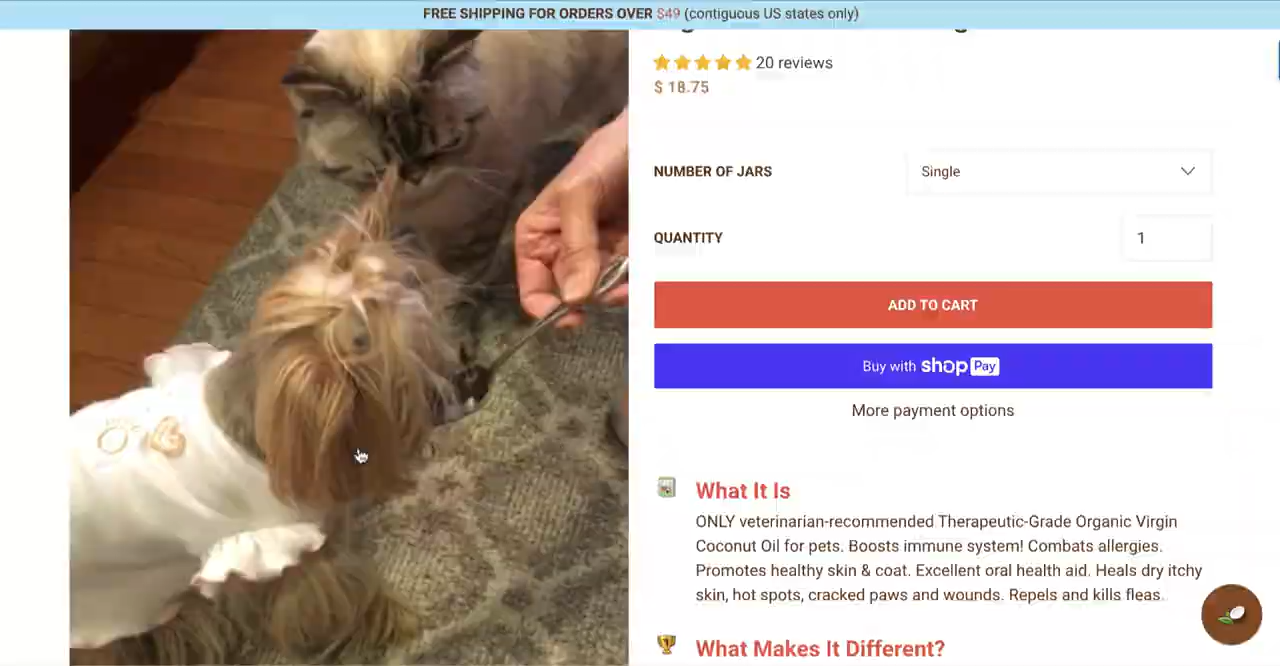 FREE SHIPPING FOR ORDERS OVER $49 (contiguous US states only)
20 reviews
$ 18.75
NUMBER OF JARS
Single
QUANTITY
1
ADD TO CART
Buy with shop Pay
More payment options
What It Is
ONLY veterinarian-recommended Therapeutic-Grade Organic Virgin
Coconut Oil for pets. Boosts immune system! Combats allergies.
Promotes healthy skin & coat. Excellent oral health aid. Heals dry itchy
skin, hot spots, cracked paws and wounds. Repels and kills fleas.
What Makes It Different?